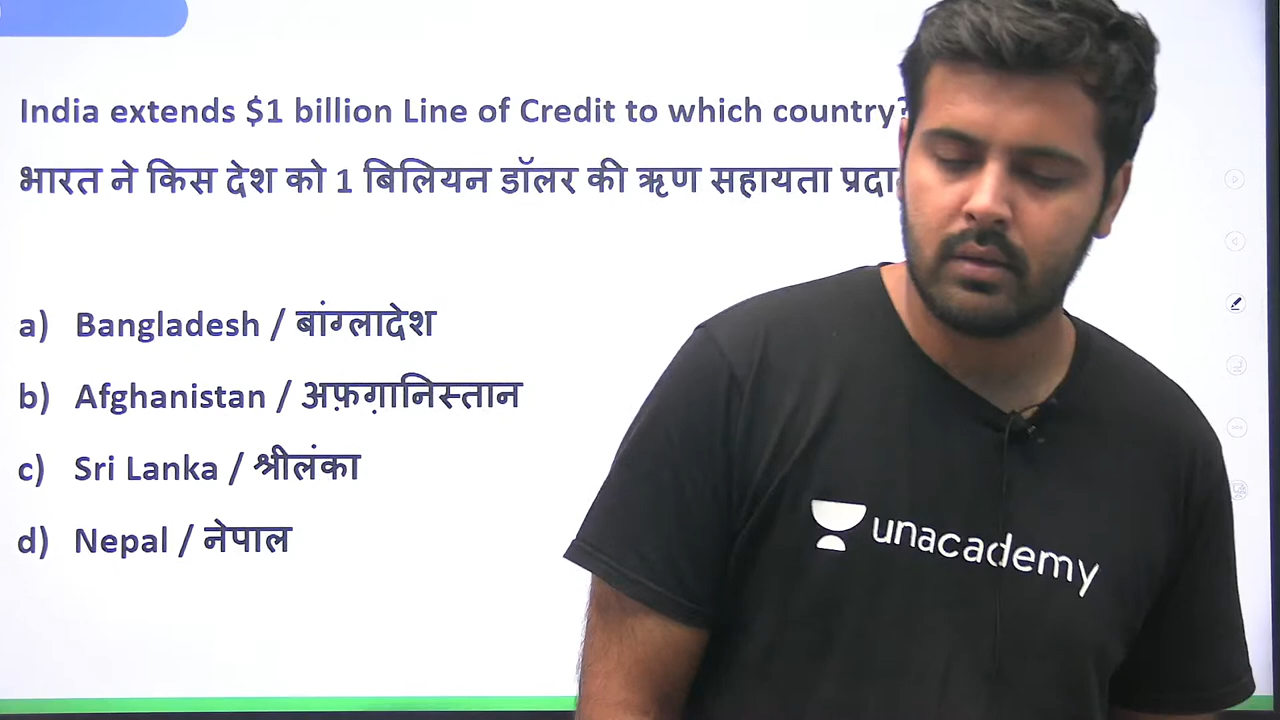 India extends $1 billion Line of Credit to which country?
भारत ने किस देश को 1 बिलियन डॉलर की ऋण सहायता
a) Bangladesh / बांग्लादेश
b) Afghanistan / अफ़ग़ानिस्तान
c) Sri Lanka / श्रीलंका
d) Nepal / नेपाल
unacademy